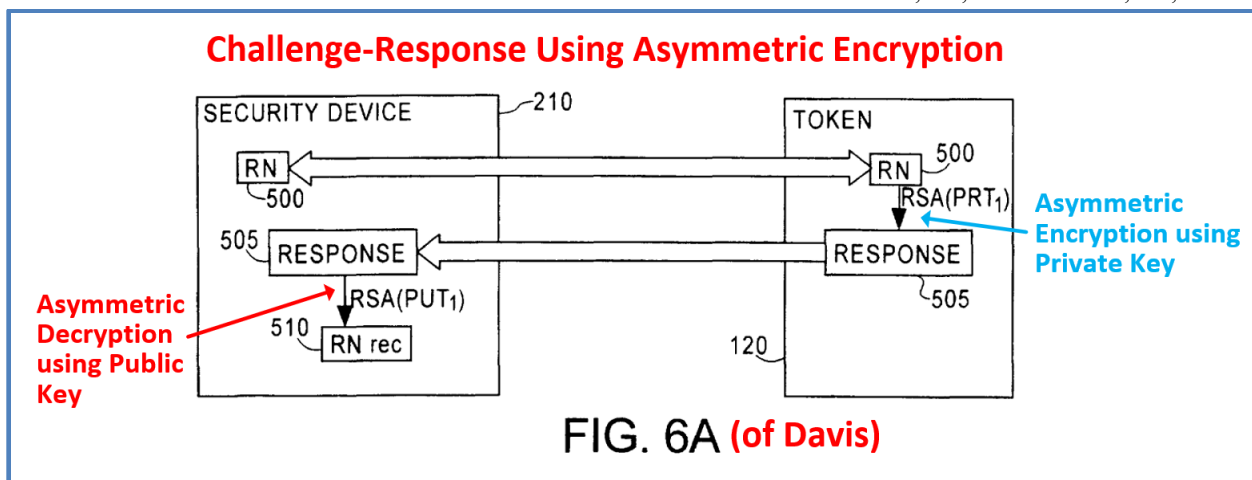 Challenge-Response Using Asymmetric Encryption
SECURITY DEVICE
210
TOKEN
RN
500
RN
500
RSA(PRT₁)
Asymmetric
Encryption using
Private Key
505
RESPONSE
RESPONSE
505
Asymmetric
Decryption
using Public
Key
RSA(PUT₁)
510
RN rec
120
FIG. 6A (of Davis)